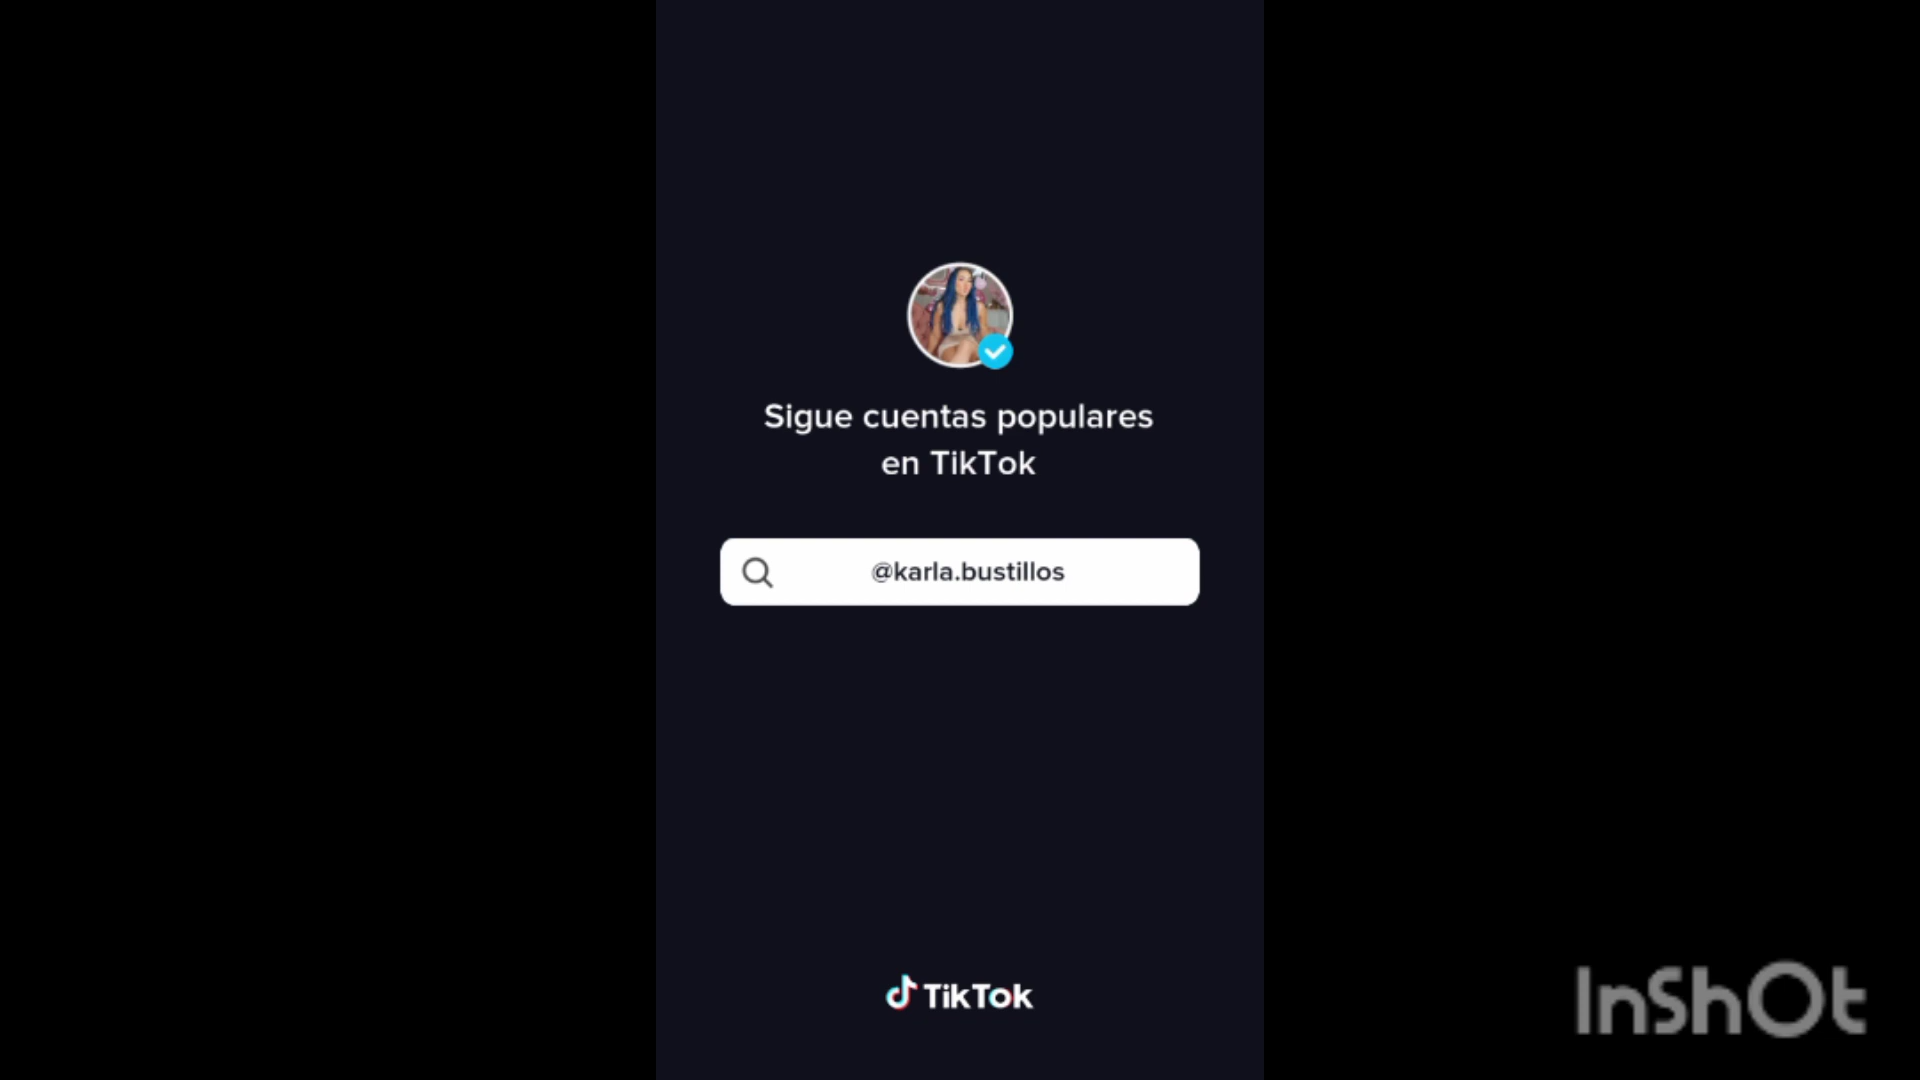 Sigue cuentas populares
en TikTok
@karla.bustillos
TikTok
InShOt